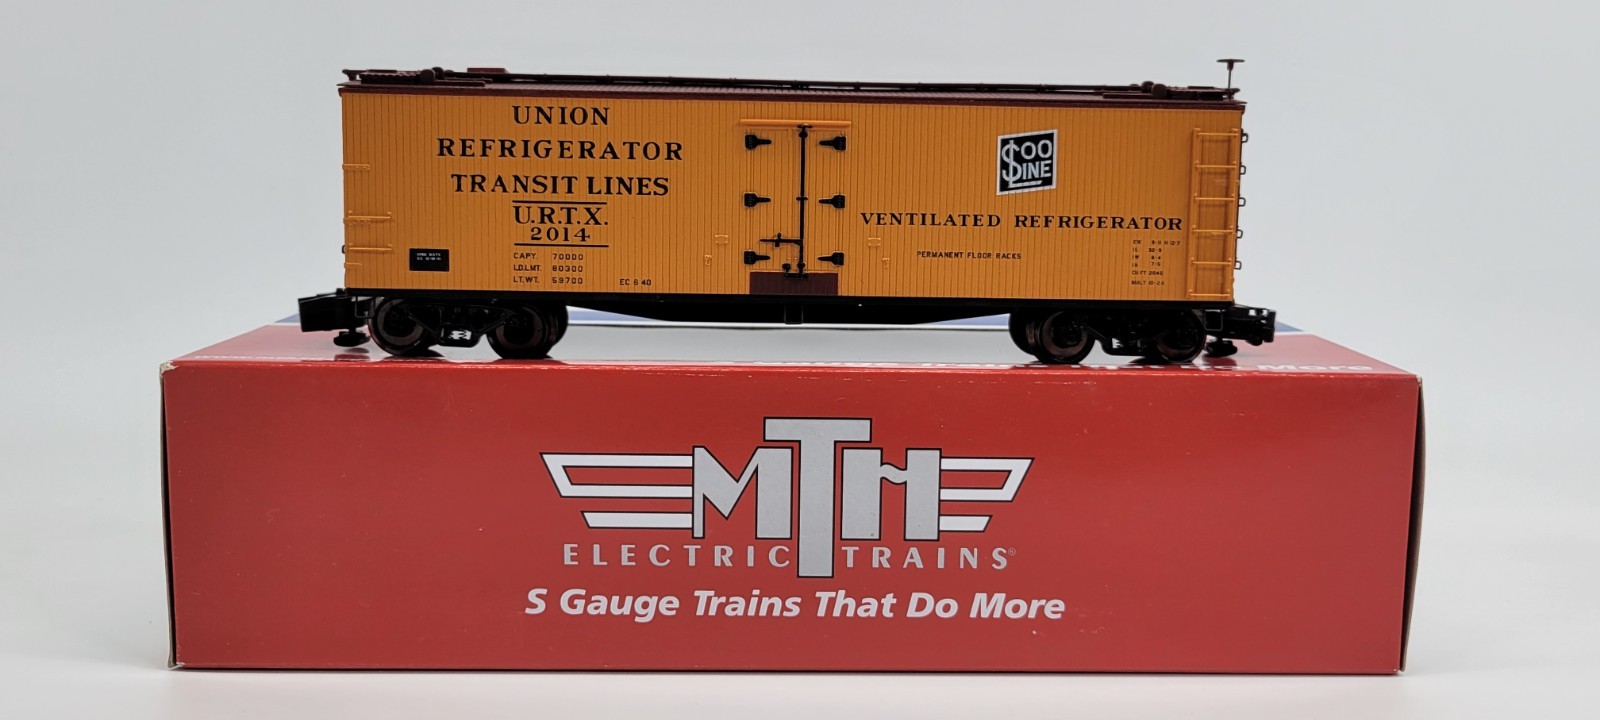 UNION
REFRIGERATOR
TRANSIT LINES
U.R.T.X.
2014
CAPY. 70000
LD.LMT. 80300
LT.WT. 59700 EC 6 40
SOO
LINE
VENTILATED REFRIGERATOR
PERMANENT FLOOR RACKS
More
MTH
ELECTRIC TRAINS®
S Gauge Trains That Do More